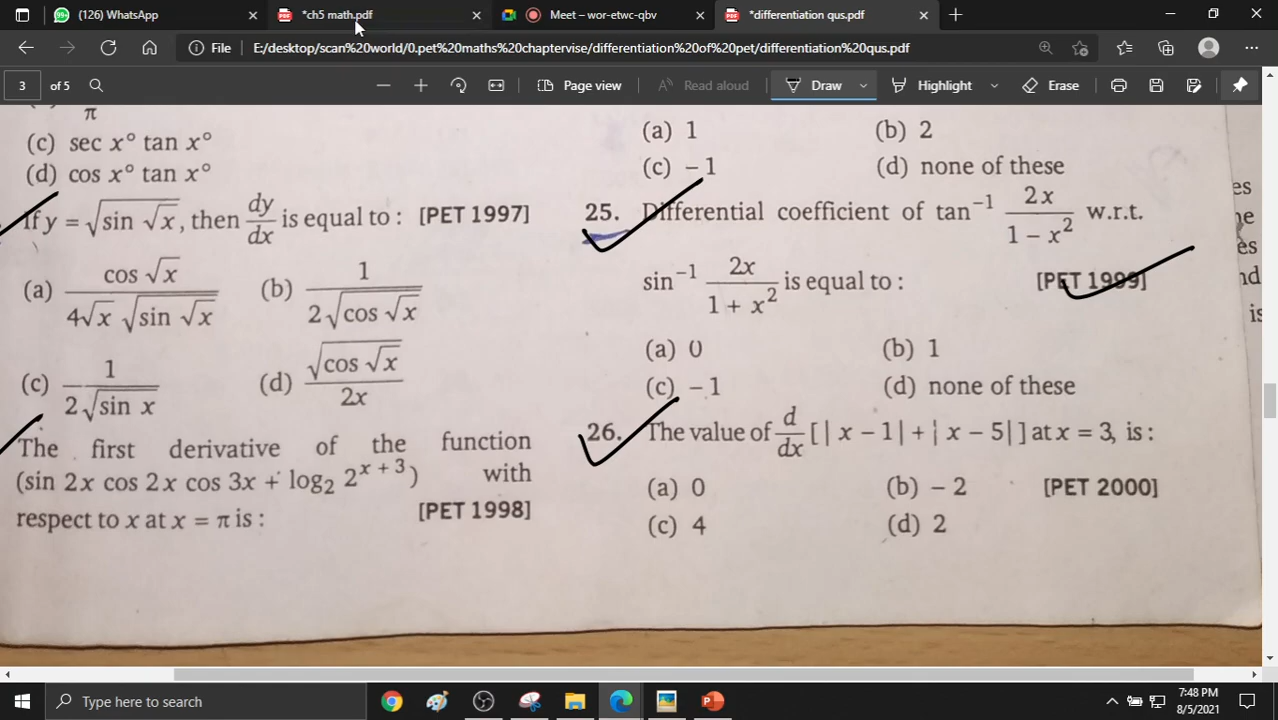 99+ (126) WhatsApp
*ch5 math.pdf
Meet – wor-etwc-qbv
*differentiation qus.pdf
File E:/desktop/scan%20world/0.pet%20maths%20chaptervise/differentiation%20of%20pet/differentiation%20qus.pdf
3 of 5
Page view
Read aloud
Draw
Highlight
Erase
π
(c) sec x° tan x°
(d) cos x° tan x°
If y = √(sin √x), then dy/dx is equal to : [PET 1997]
(a) cos √x / (4√x √(sin √x)) (b) 1 / (2√(cos √x))
(c) 1 / (2√(sin x)) (d) √(cos √x) / 2x
The first derivative of the function
(sin 2x cos 2x cos 3x + log₂ 2^(x + 3)) with
respect to x at x = π is : [PET 1998]
(a) 1 (b) 2
(c) – 1 (d) none of these
25. Differential coefficient of tan⁻¹ 2x / (1 – x²) w.r.t.
sin⁻¹ 2x / (1 + x²) is equal to : [PET 1999]
(a) 0 (b) 1
(c) – 1 (d) none of these
26. The value of d/dx [| x – 1| + | x – 5|] at x = 3, is :
(a) 0 (b) – 2 [PET 2000]
(c) 4 (d) 2
es
es
is
Type here to search
7:48 PM
8/5/2021